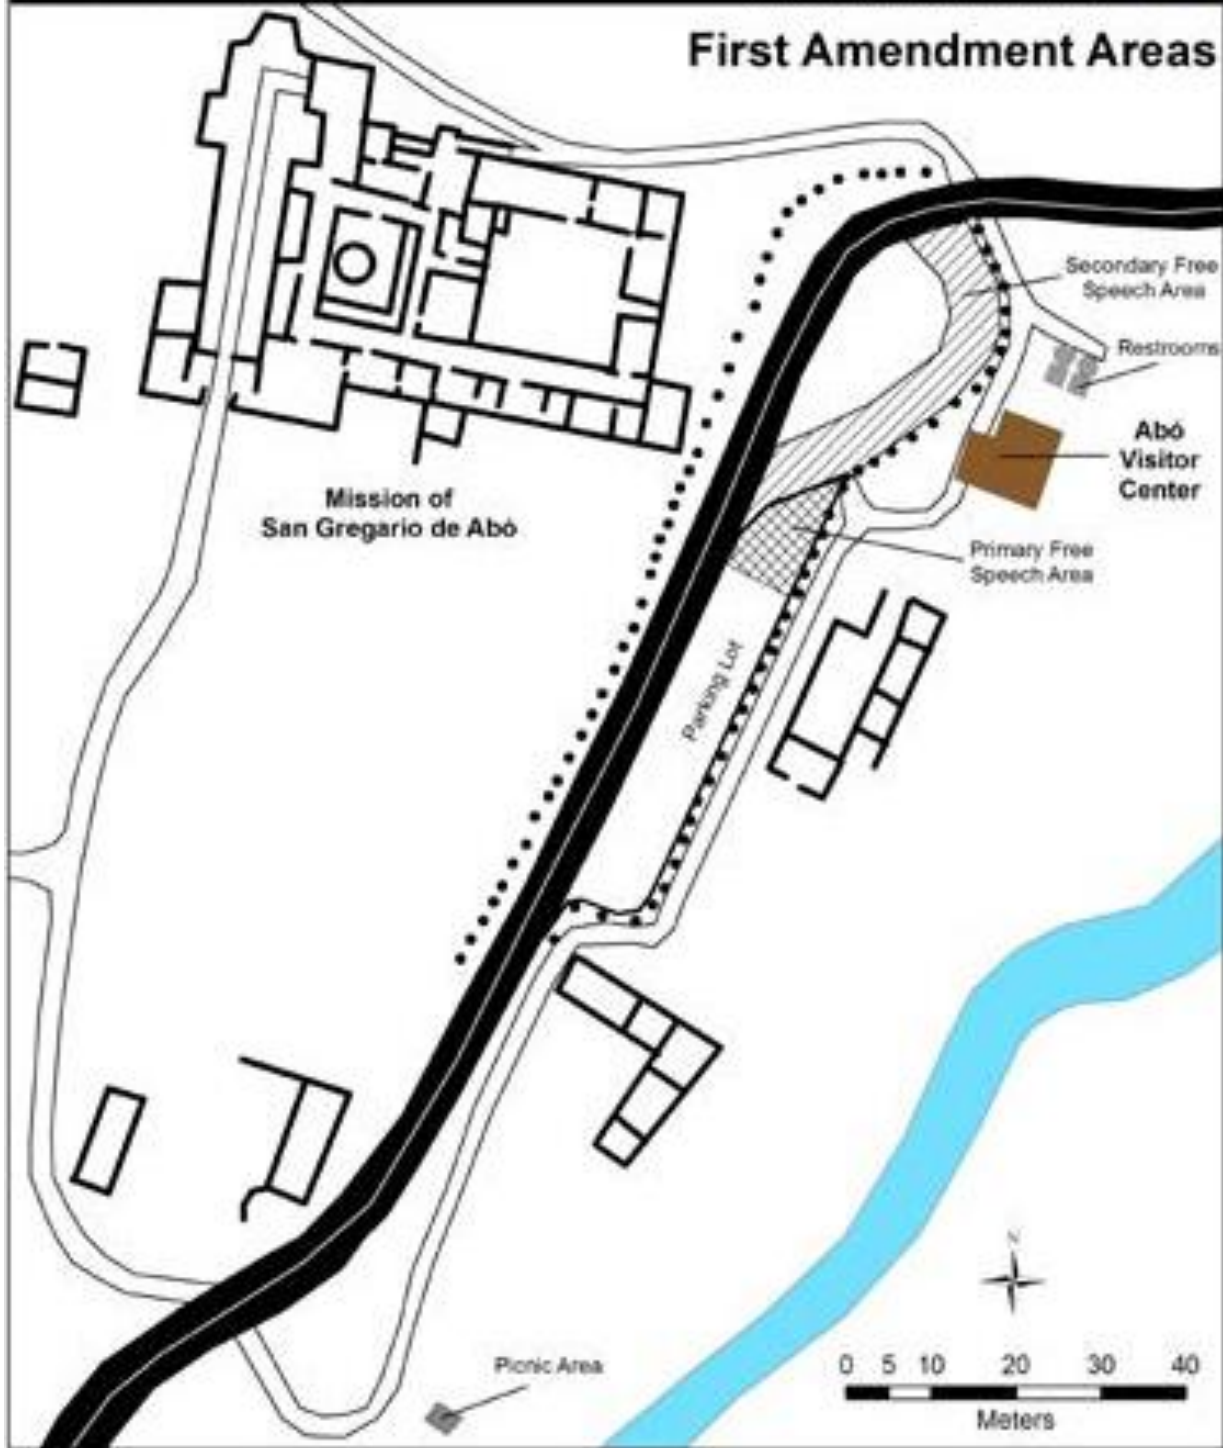 First Amendment Areas
Secondary Free
Speech Area
Restrooms
Abó
Visitor
Center
Mission of
San Gregario de Abó
Primary Free
Speech Area
Parking Lot
Z
Picnic Area
0 5 10 20 30 40
Meters